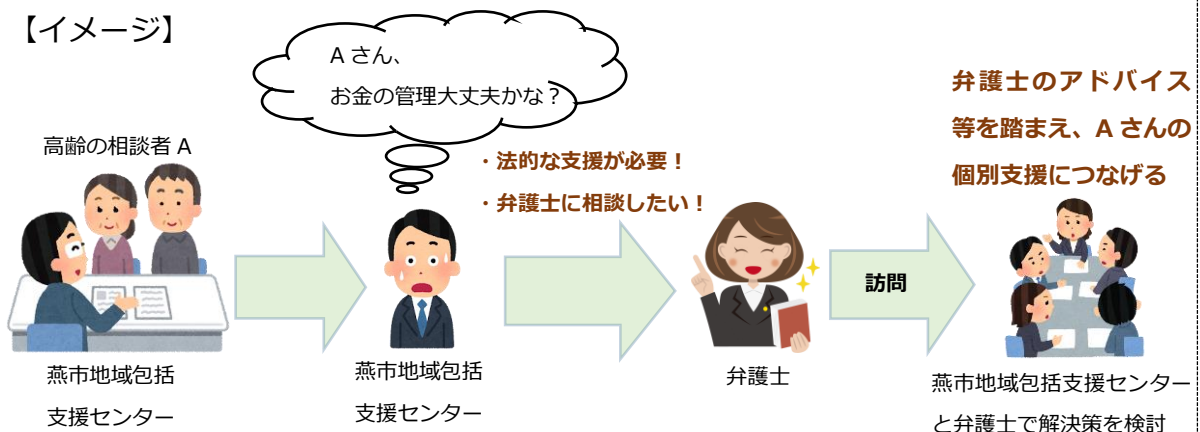 【イメージ】
A さん、
お金の管理大丈夫かな？
高齢の相談者 A
・法的な支援が必要！
・弁護士に相談したい！
弁護士のアドバイス
等を踏まえ、A さんの
個別支援につなげる
訪問
燕市地域包括
支援センター
燕市地域包括
支援センター
弁護士
燕市地域包括支援センター
と弁護士で解決策を検討